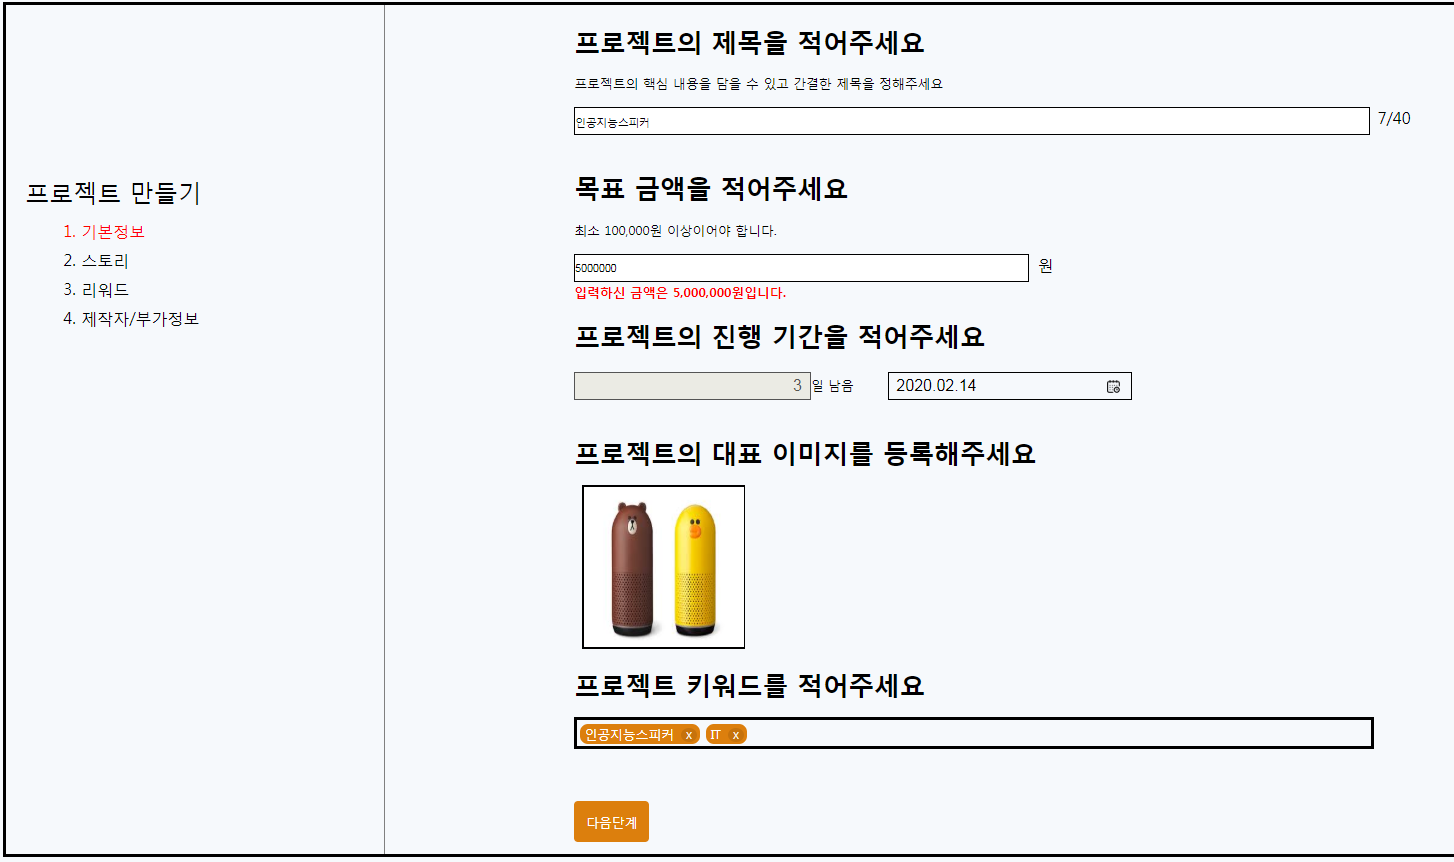 프로젝트 만들기
1. 기본정보
2. 스토리
3. 리워드
4. 제작자/부가정보
프로젝트의 제목을 적어주세요
프로젝트의 핵심 내용을 담을 수 있고 간결한 제목을 정해주세요
인공지능스피커 7/40
목표 금액을 적어주세요
최소 100,000원 이상이어야 합니다.
5000000 원
입력하신 금액은 5,000,000원입니다.
프로젝트의 진행 기간을 적어주세요
3 일 남음 2020.02.14
프로젝트의 대표 이미지를 등록해주세요
프로젝트 키워드를 적어주세요
인공지능스피커 x IT x
다음단계